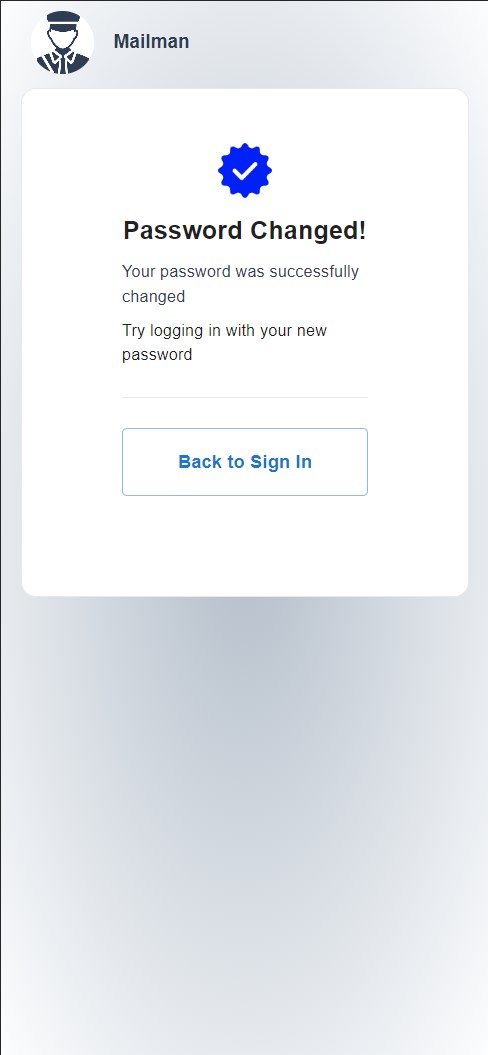 Mailman
Password Changed!
Your password was successfully
changed
Try logging in with your new
password
Back to Sign In